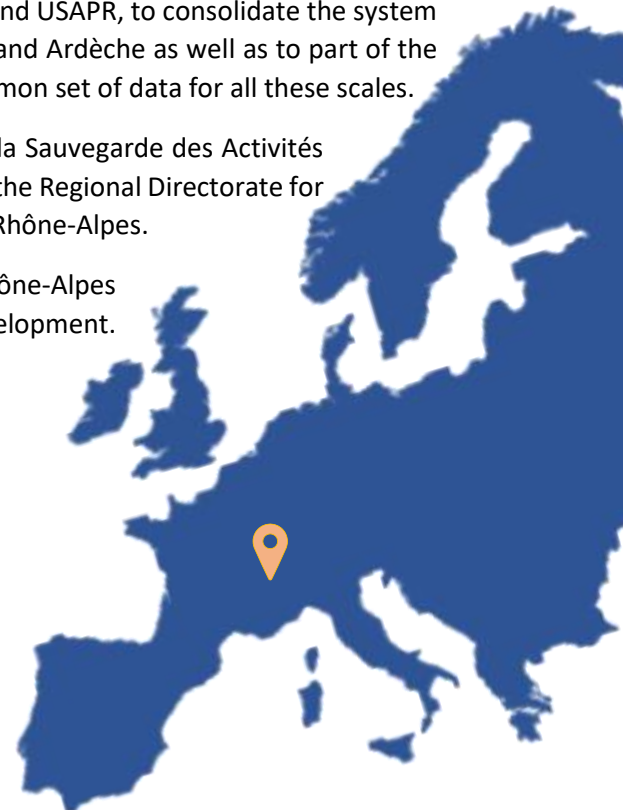 nd USAPR, to consolidate the system
and Ardèche as well as to part of the
mon set of data for all these scales.
la Sauvegarde des Activités
the Regional Directorate for
Rhône-Alpes.
ône-Alpes
elopment.